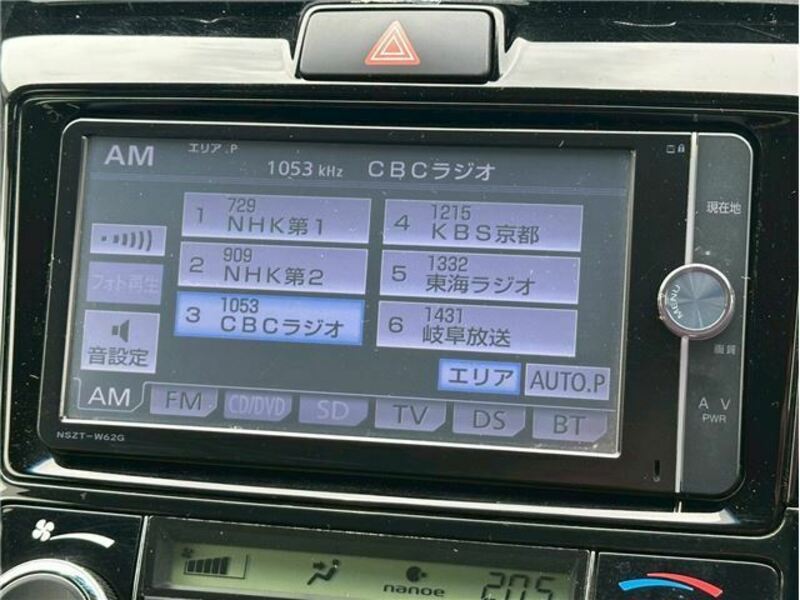 AM エリア.P
1053 kHz CBCラジオ
1 729 NHK第1
4 1215 KBS京都
2 909 NHK第2
5 1332 東海ラジオ
3 1053 CBCラジオ
6 1431 岐阜放送
フォト再生
音設定
エリア AUTO.P
AM FM CD/DVD SD TV DS BT
NSZT-W62G
現在地
MENU
画質
A V
PWR
nanoe 20.5